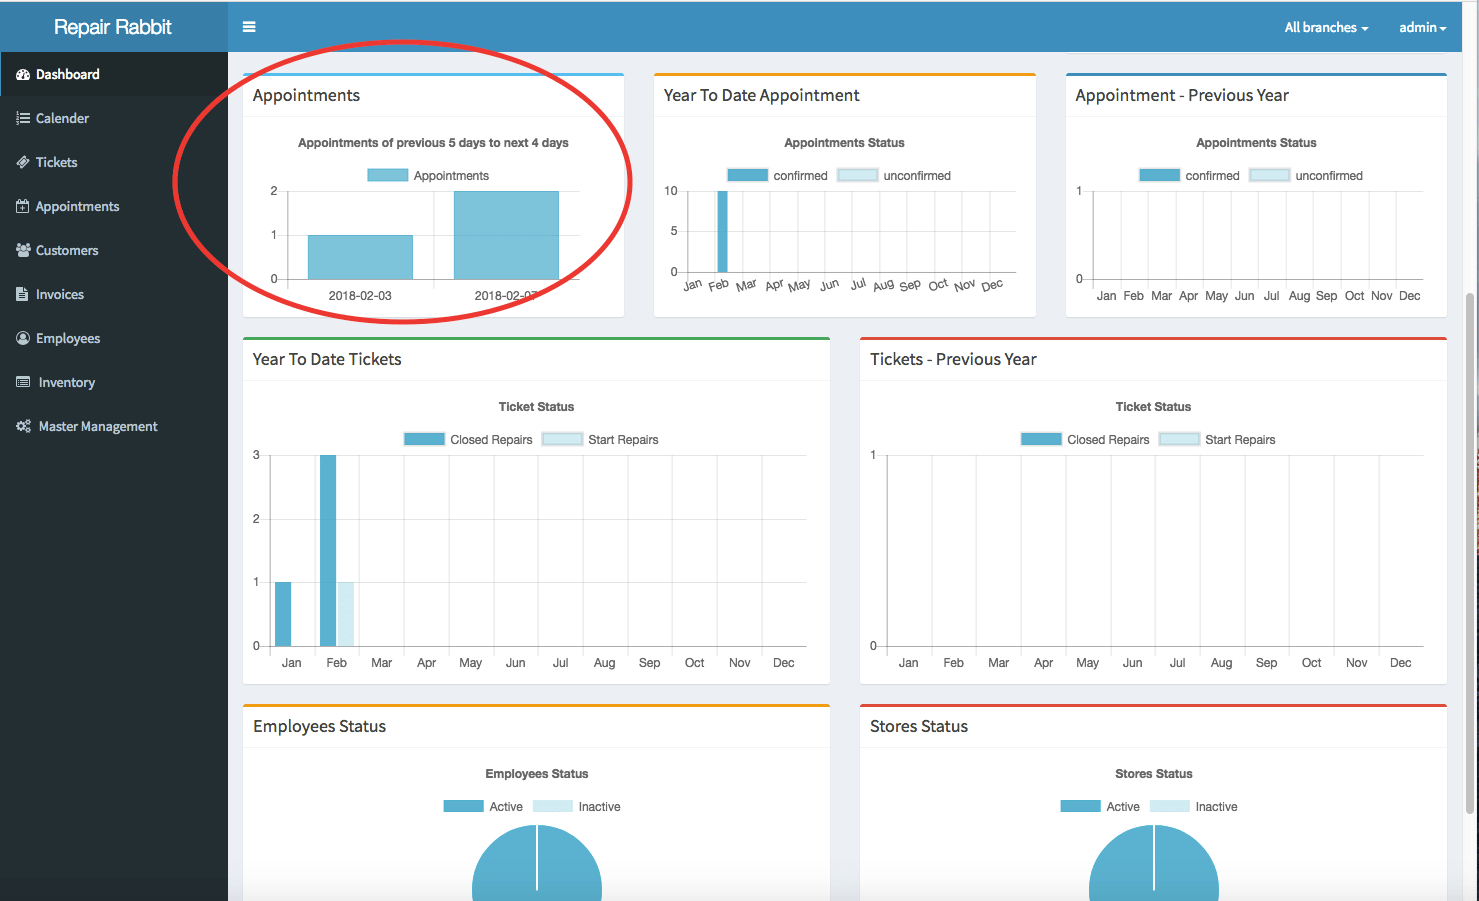 Repair Rabbit
All branches
admin
Dashboard
Calender
Tickets
Appointments
Customers
Invoices
Employees
Inventory
Master Management
Appointments
Appointments of previous 5 days to next 4 days
Appointments
2
1
0
2018-02-03
2018-02-07
Year To Date Appointment
Appointments Status
confirmed unconfirmed
10
5
0
Jan Feb Mar Apr May Jun Jul Aug Sep Oct Nov Dec
Appointment - Previous Year
Appointments Status
confirmed unconfirmed
1
0
Jan Feb Mar Apr May Jun Jul Aug Sep Oct Nov Dec
Year To Date Tickets
Ticket Status
Closed Repairs Start Repairs
3
2
1
0
Jan Feb Mar Apr May Jun Jul Aug Sep Oct Nov Dec
Tickets - Previous Year
Ticket Status
Closed Repairs Start Repairs
1
0
Jan Feb Mar Apr May Jun Jul Aug Sep Oct Nov Dec
Employees Status
Employees Status
Active Inactive
Stores Status
Stores Status
Active Inactive